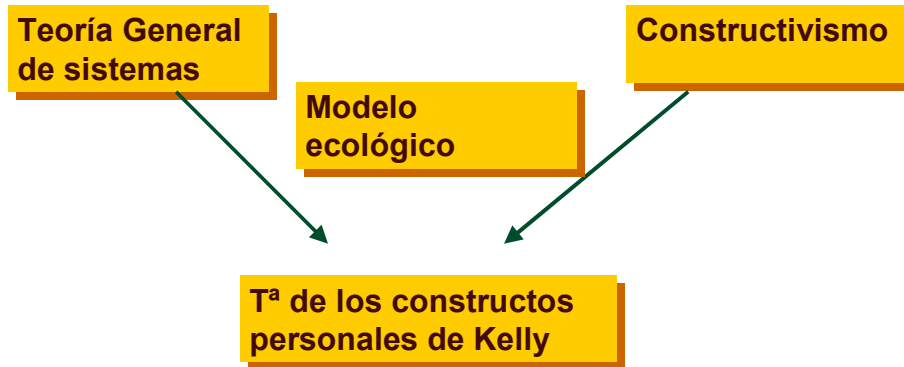 Teoría General
de sistemas
Constructivismo
Modelo
ecológico
Tª de los constructos
personales de Kelly